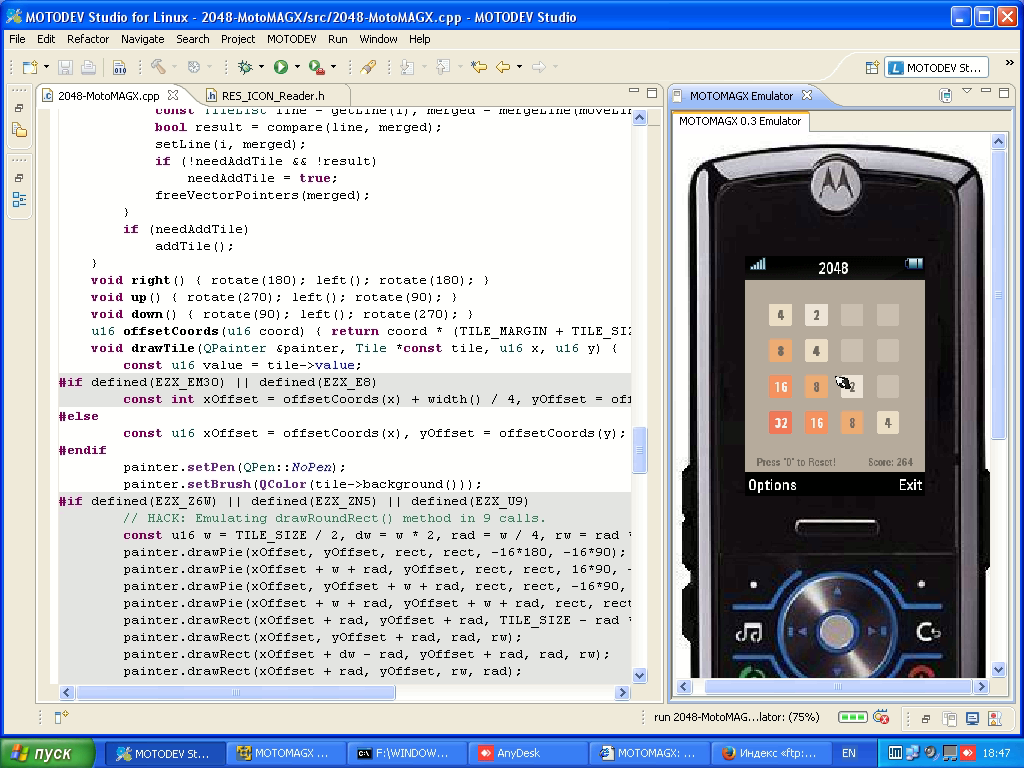 MOTODEV Studio for Linux - 2048-MotoMAGX/src/2048-MotoMAGX.cpp - MOTODEV Studio
File Edit Refactor Navigate Search Project MOTODEV Run Window Help
MOTODEV St...
2048-MotoMAGX.cpp
RES_ICON_Reader.h
bool result = compare(line, merged);
setLine(i, merged);
if (!needAddTile && !result)
needAddTile = true;
freeVectorPointers(merged);
}
if (needAddTile)
addTile();
}
void right() { rotate(180); left(); rotate(180); }
void up() { rotate(270); left(); rotate(90); }
void down() { rotate(90); left(); rotate(270); }
u16 offsetCoords(u16 coord) { return coord * (TILE_MARGIN + TILE_SIZ
void drawTile(QPainter &painter, Tile *const tile, u16 x, u16 y) {
const u16 value = tile->value;
#if defined(EZX_EM30) || defined(EZX_E8)
const int xOffset = offsetCoords(x) + width() / 4, yOffset = off
#else
const u16 xOffset = offsetCoords(x), yOffset = offsetCoords(y);
#endif
painter.setPen(QPen::NoPen);
painter.setBrush(QColor(tile->background()));
#if defined(EZX_Z6W) || defined(EZX_ZN5) || defined(EZX_U9)
// HACK: Emulating drawRoundRect() method in 9 calls.
const u16 w = TILE_SIZE / 2, dw = w * 2, rad = w / 4, rw = rad *
painter.drawPie(xOffset, yOffset, rect, rect, -16*180, -16*90);
painter.drawPie(xOffset + w + rad, yOffset, rect, rect, 16*90, -
painter.drawPie(xOffset, yOffset + w + rad, rect, rect, -16*90,
painter.drawPie(xOffset + w + rad, yOffset + w + rad, rect, rect
painter.drawRect(xOffset + rad, yOffset + rad, TILE_SIZE - rad *
painter.drawRect(xOffset, yOffset + rad, rad, rw);
painter.drawRect(xOffset + dw - rad, yOffset + rad, rad, rw);
painter.drawRect(xOffset + rad, yOffset, rw, rad);
MOTOMAGX Emulator
MOTOMAGX 0.3 Emulator
2048
4 2
8 4
16 8 2
32 16 8 4
Press "0" to Reset! Score: 264
Options Exit
run 2048-MotoMAG...lator: (75%)
пуск
MOTODEV St...
MOTOMAGX ...
F:\WINDOW...
AnyDesk
MOTOMAGX: ...
Индекс «ftp:...
EN
18:47